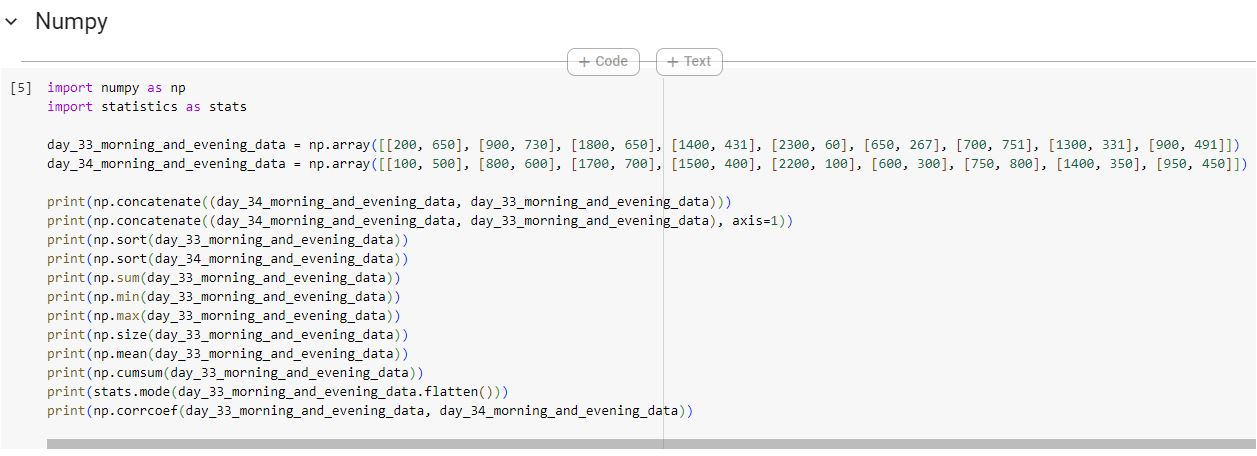 Numpy
+ Code + Text
[5] import numpy as np
import statistics as stats
day_33_morning_and_evening_data = np.array([[200, 650], [900, 730], [1800, 650], [1400, 431], [2300, 60], [650, 267], [700, 751], [1300, 331], [900, 491]])
day_34_morning_and_evening_data = np.array([[100, 500], [800, 600], [1700, 700], [1500, 400], [2200, 100], [600, 300], [750, 800], [1400, 350], [950, 450]])
print(np.concatenate((day_34_morning_and_evening_data, day_33_morning_and_evening_data)))
print(np.concatenate((day_34_morning_and_evening_data, day_33_morning_and_evening_data), axis=1))
print(np.sort(day_33_morning_and_evening_data))
print(np.sort(day_34_morning_and_evening_data))
print(np.sum(day_33_morning_and_evening_data))
print(np.min(day_33_morning_and_evening_data))
print(np.max(day_33_morning_and_evening_data))
print(np.size(day_33_morning_and_evening_data))
print(np.mean(day_33_morning_and_evening_data))
print(np.cumsum(day_33_morning_and_evening_data))
print(stats.mode(day_33_morning_and_evening_data.flatten()))
print(np.corrcoef(day_33_morning_and_evening_data, day_34_morning_and_evening_data))